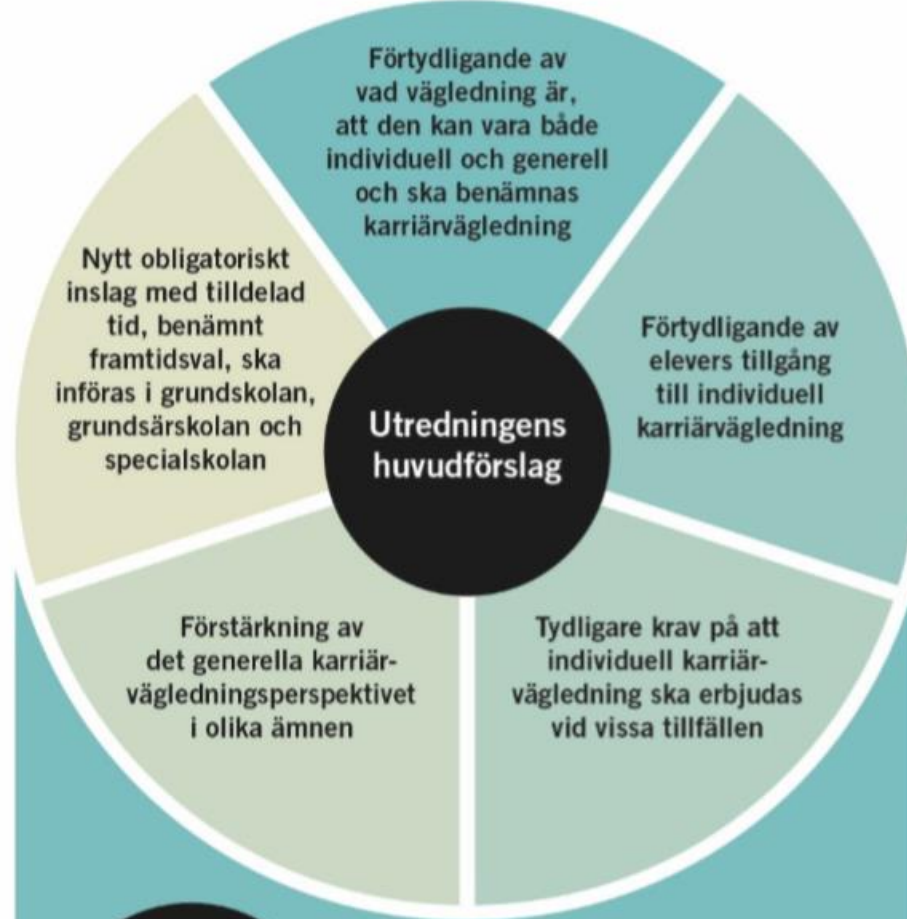 Förtydligande av
vad vägledning är,
att den kan vara både
individuell och generell
och ska benämnas
karriärvägledning
Förtydligande av
elevers tillgång
till individuell
karriärvägledning
Tydligare krav på att
individuell karriär-
vägledning ska erbjudas
vid vissa tillfällen
Förstärkning av
det generella karriär-
vägledningsperspektivet
i olika ämnen
Nytt obligatoriskt
inslag med tilldelad
tid, benämnt
framtidsval, ska
införas i grundskolan,
grundsärskolan och
specialskolan
Utredningens
huvudförslag